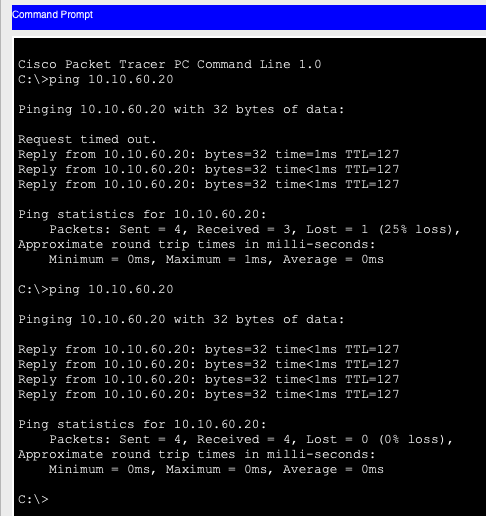 Command Prompt
Cisco Packet Tracer PC Command Line 1.0
C:\>ping 10.10.60.20
Pinging 10.10.60.20 with 32 bytes of data:
Request timed out.
Reply from 10.10.60.20: bytes=32 time=1ms TTL=127
Reply from 10.10.60.20: bytes=32 time<1ms TTL=127
Reply from 10.10.60.20: bytes=32 time<1ms TTL=127
Ping statistics for 10.10.60.20:
Packets: Sent = 4, Received = 3, Lost = 1 (25% loss),
Approximate round trip times in milli-seconds:
Minimum = 0ms, Maximum = 1ms, Average = 0ms
C:\>ping 10.10.60.20
Pinging 10.10.60.20 with 32 bytes of data:
Reply from 10.10.60.20: bytes=32 time<1ms TTL=127
Reply from 10.10.60.20: bytes=32 time<1ms TTL=127
Reply from 10.10.60.20: bytes=32 time<1ms TTL=127
Reply from 10.10.60.20: bytes=32 time<1ms TTL=127
Ping statistics for 10.10.60.20:
Packets: Sent = 4, Received = 4, Lost = 0 (0% loss),
Approximate round trip times in milli-seconds:
Minimum = 0ms, Maximum = 0ms, Average = 0ms
C:\>